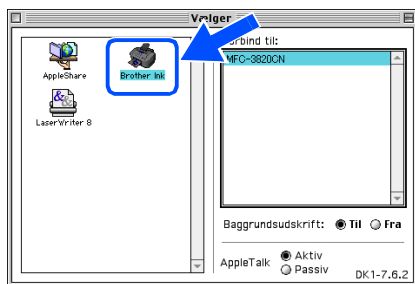 Vælger
AppleShare
Brother Ink
LaserWriter 8
Forbind til:
MFC-3820CN
Baggrundsudskrift: Til Fra
AppleTalk Aktiv
Passiv
DK1-7.6.2